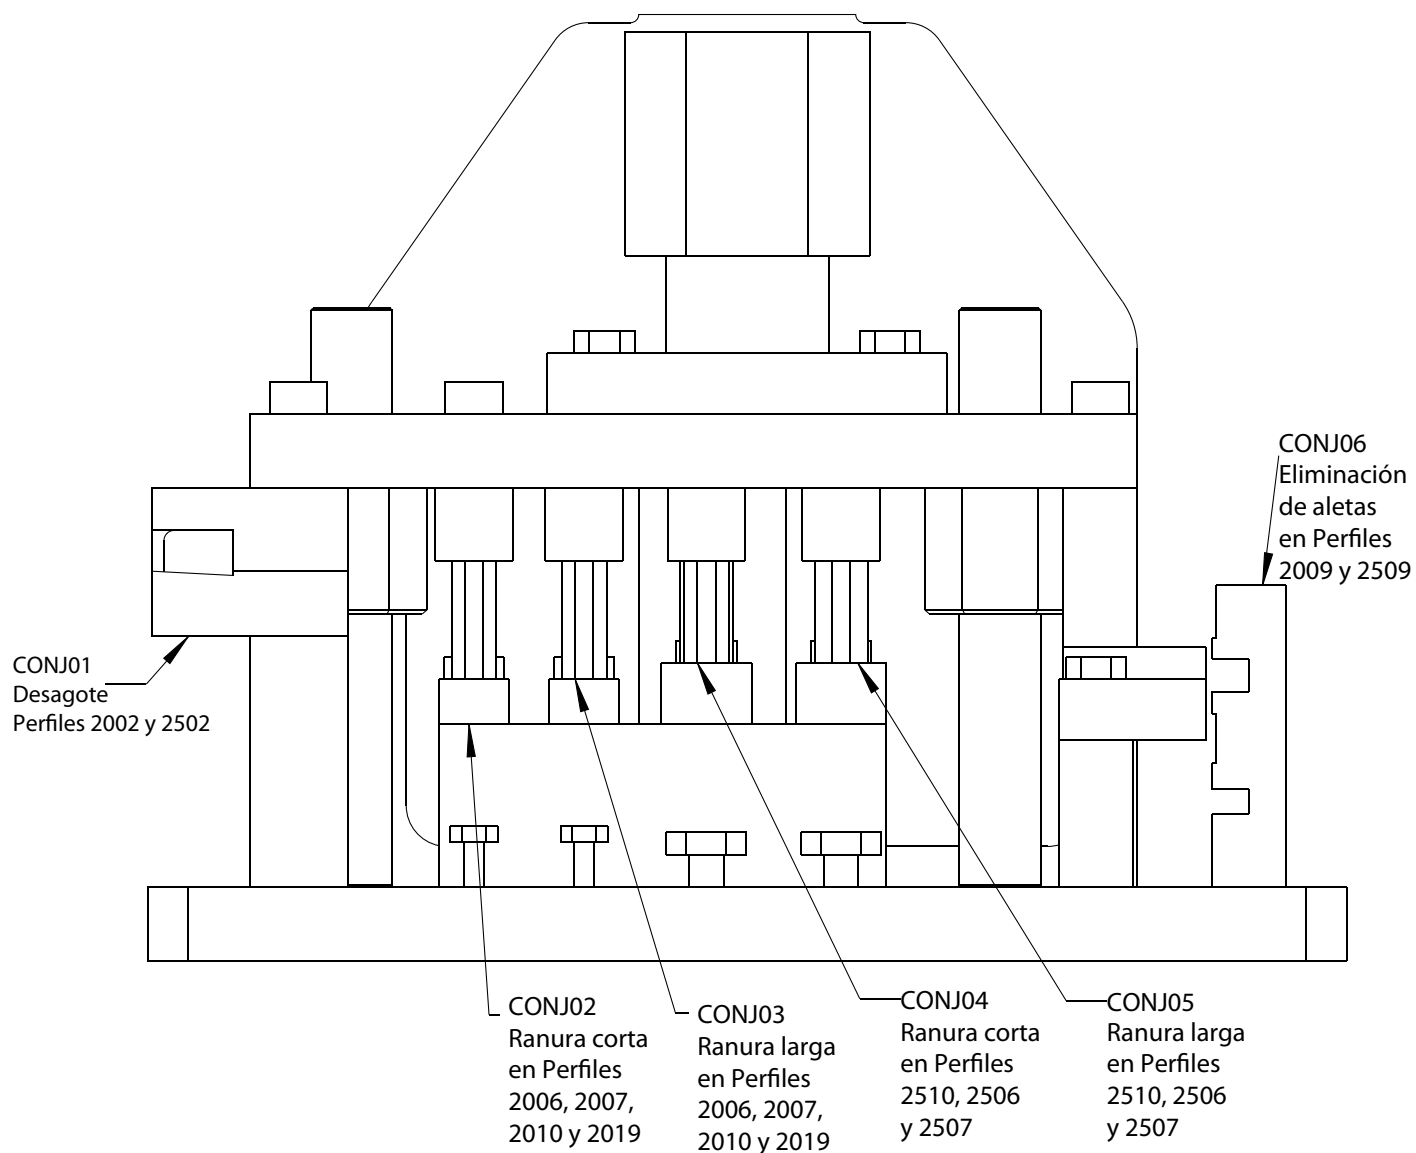 CONJ06
Eliminación
de aletas
en Perfiles
2009 y 2509
CONJ01
Desagote
Perfiles 2002 y 2502
CONJ02
Ranura corta
en Perfiles
2006, 2007,
2010 y 2019
CONJ03
Ranura larga
en Perfiles
2006, 2007,
2010 y 2019
CONJ04
Ranura corta
en Perfiles
2510, 2506
y 2507
CONJ05
Ranura larga
en Perfiles
2510, 2506
y 2507